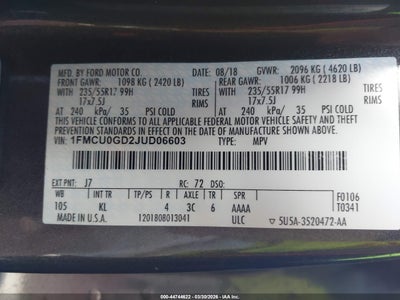 MFD. BY FORD MOTOR CO. 08/18 GVWR: 2096 KG (4620 LB)
FRONT GAWR: 1098 KG (2420 LB) REAR GAWR: 1006 KG (2218 LB)
WITH 235/55R17 99H TIRES WITH 235/55R17 99H TIRES
17x7.5J RIMS 17x7.5J RIMS
AT 240 kPa/ 35 PSI COLD AT 240 kPa/ 35 PSI COLD
THIS VEHICLE CONFORMS TO ALL APPLICABLE FEDERAL MOTOR VEHICLE SAFETY
AND THEFT PREVENTION STANDARDS IN EFFECT ON THE DATE OF MANUFACTURE SHOWN ABOVE.
VIN: 1FMCU0GD2JUD06603 TYPE: MPV
EXT PNT: J7 RC: 72 DSO: F0106
WB INT TR TP/PS R AXLE TR SPR T0341
105 KL 4 3C 6 AAAA
MADE IN U.S.A. 1201808013041 ULC 5U5A-3520472-AA
© IAA 000-44744622 | 03/30/2026 - IAAI.COM